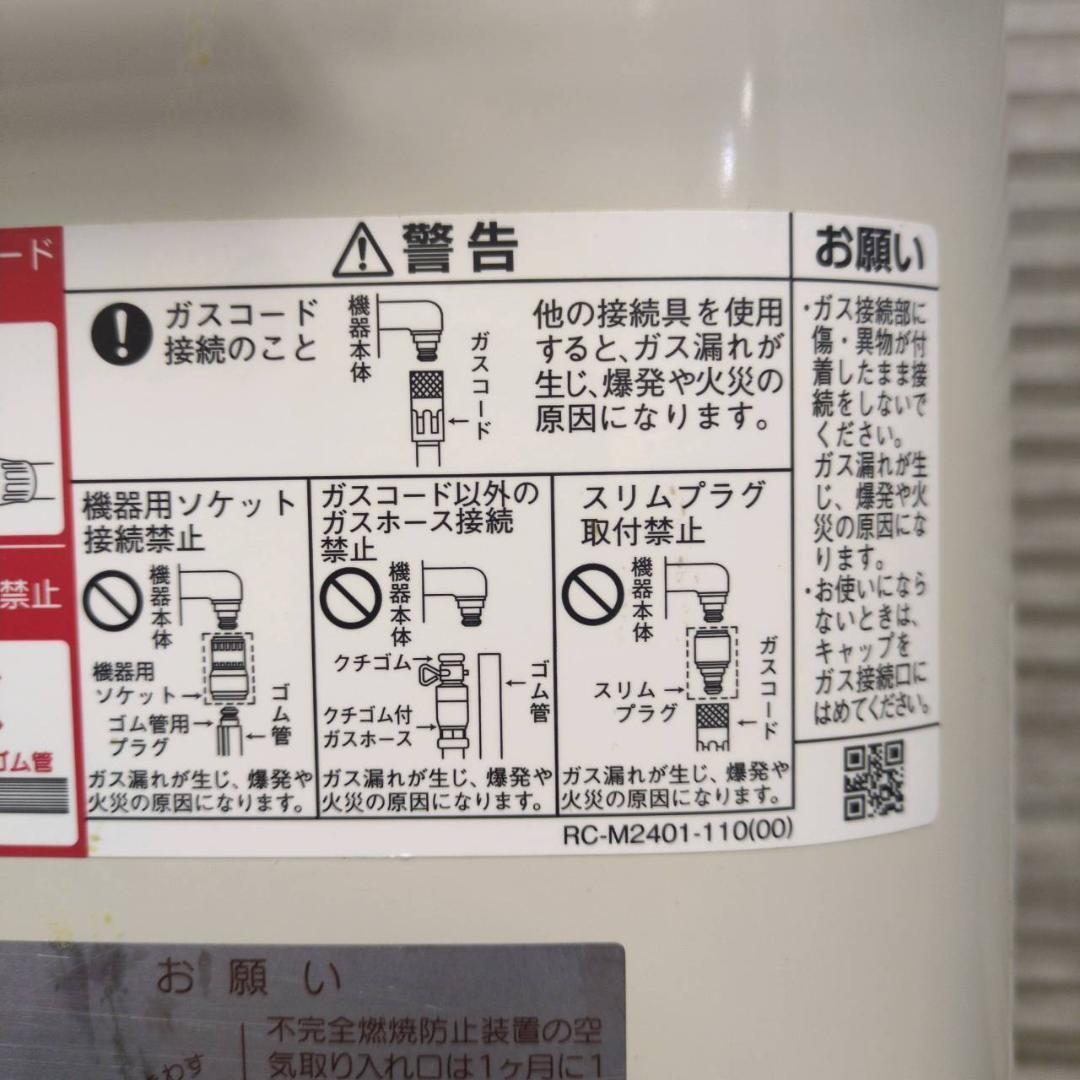 ード
禁止
ゴム管
警告
ガスコード
接続のこと
機器本体
ガスコード
他の接続具を使用
すると、ガス漏れが
生じ、爆発や火災の
原因になります。
機器用ソケット
接続禁止
機器本体
機器用
ソケット
ゴム管用
プラグ
ゴム管
ガス漏れが生じ、爆発や
火災の原因になります。
ガスコード以外の
ガスホース接続
禁止
機器本体
クチゴム
クチゴム付
ガスホース
ゴム管
ガス漏れが生じ、爆発や
火災の原因になります。
スリムプラグ
取付禁止
機器本体
スリム
プラグ
ガスコード
ガス漏れが生じ、爆発や
火災の原因になります。
お願い
・ガス接続部に
傷・異物が付
着したまま接
続をしないで
ください。
ガス漏れが生
じ、爆発や火
災の原因にな
ります。
・お使いになら
ないときは、
キャップを
ガス接続口に
はめてください。
RC-M2401-110(00)
お願い
不完全燃焼防止装置の空
気取り入れ口は1ヶ月に1